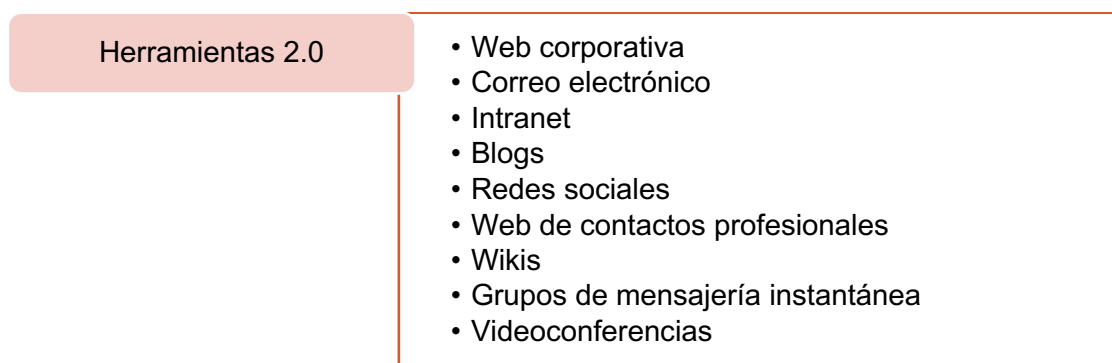 Herramientas 2.0
• Web corporativa
• Correo electrónico
• Intranet
• Blogs
• Redes sociales
• Web de contactos profesionales
• Wikis
• Grupos de mensajería instantánea
• Videoconferencias